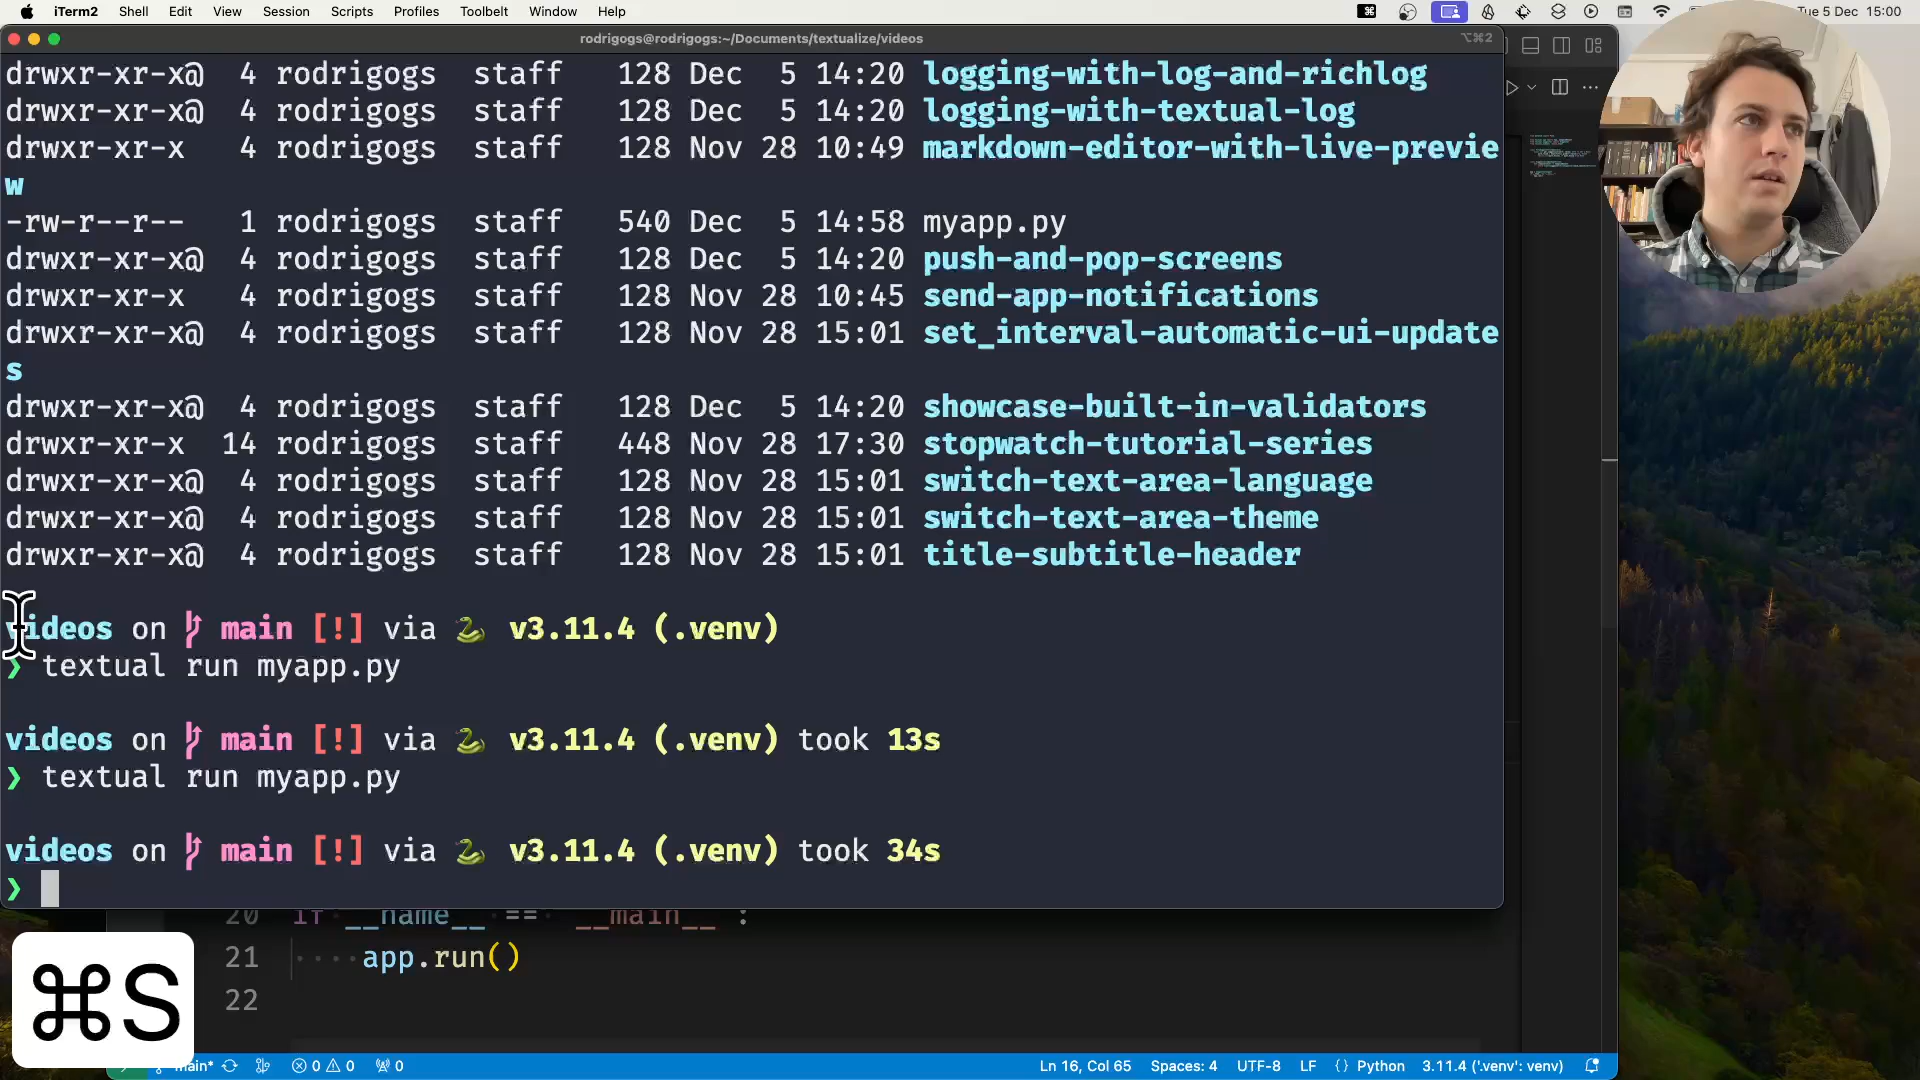 iTerm2 Shell Edit View Session Scripts Profiles Toolbelt Window Help Tue 5 Dec 15:00
rodrigogs@rodrigogs:~/Documents/textualize/videos ⌥⌘2
drwxr-xr-x@ 4 rodrigogs staff 128 Dec 5 14:20 logging-with-log-and-richlog
drwxr-xr-x@ 4 rodrigogs staff 128 Dec 5 14:20 logging-with-textual-log
drwxr-xr-x 4 rodrigogs staff 128 Nov 28 10:49 markdown-editor-with-live-previe
w
-rw-r--r-- 1 rodrigogs staff 540 Dec 5 14:58 myapp.py
drwxr-xr-x@ 4 rodrigogs staff 128 Dec 5 14:20 push-and-pop-screens
drwxr-xr-x 4 rodrigogs staff 128 Nov 28 10:45 send-app-notifications
drwxr-xr-x@ 4 rodrigogs staff 128 Nov 28 15:01 set_interval-automatic-ui-update
s
drwxr-xr-x@ 4 rodrigogs staff 128 Dec 5 14:20 showcase-built-in-validators
drwxr-xr-x 14 rodrigogs staff 448 Nov 28 17:30 stopwatch-tutorial-series
drwxr-xr-x@ 4 rodrigogs staff 128 Nov 28 15:01 switch-text-area-language
drwxr-xr-x@ 4 rodrigogs staff 128 Nov 28 15:01 switch-text-area-theme
drwxr-xr-x@ 4 rodrigogs staff 128 Nov 28 15:01 title-subtitle-header
videos on main [!] via v3.11.4 (.venv)
❯ textual run myapp.py
videos on main [!] via v3.11.4 (.venv) took 13s
❯ textual run myapp.py
videos on main [!] via v3.11.4 (.venv) took 34s
❯
20 if __name__ == "__main__":
21 app.run()
22
⌘S
main* 0 0 0 Ln 16, Col 65 Spaces: 4 UTF-8 LF {} Python 3.11.4 ('.venv': venv)